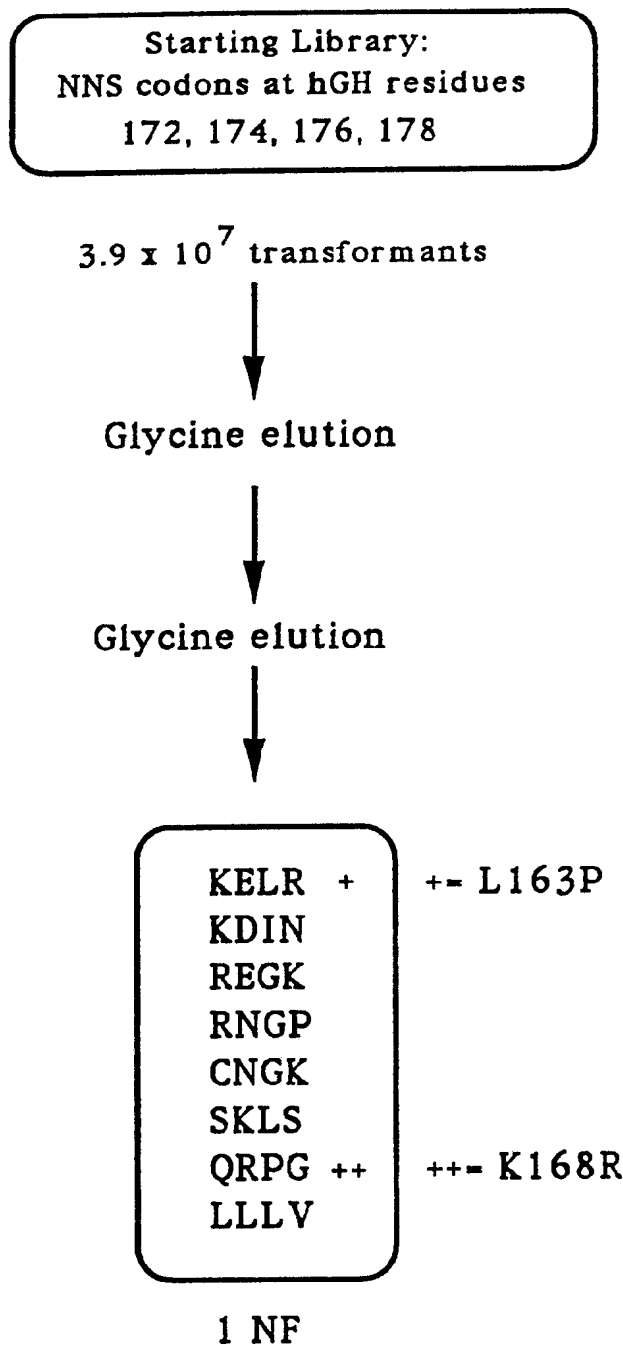 Starting Library:
NNS codons at hGH residues
172, 174, 176, 178
3.9 x 10^7 transformants
Glycine elution
Glycine elution
KELR + += L163P
KDIN
REGK
RNGP
CNGK
SKLS
QRPG ++ ++= K168R
LLLV
1 NF